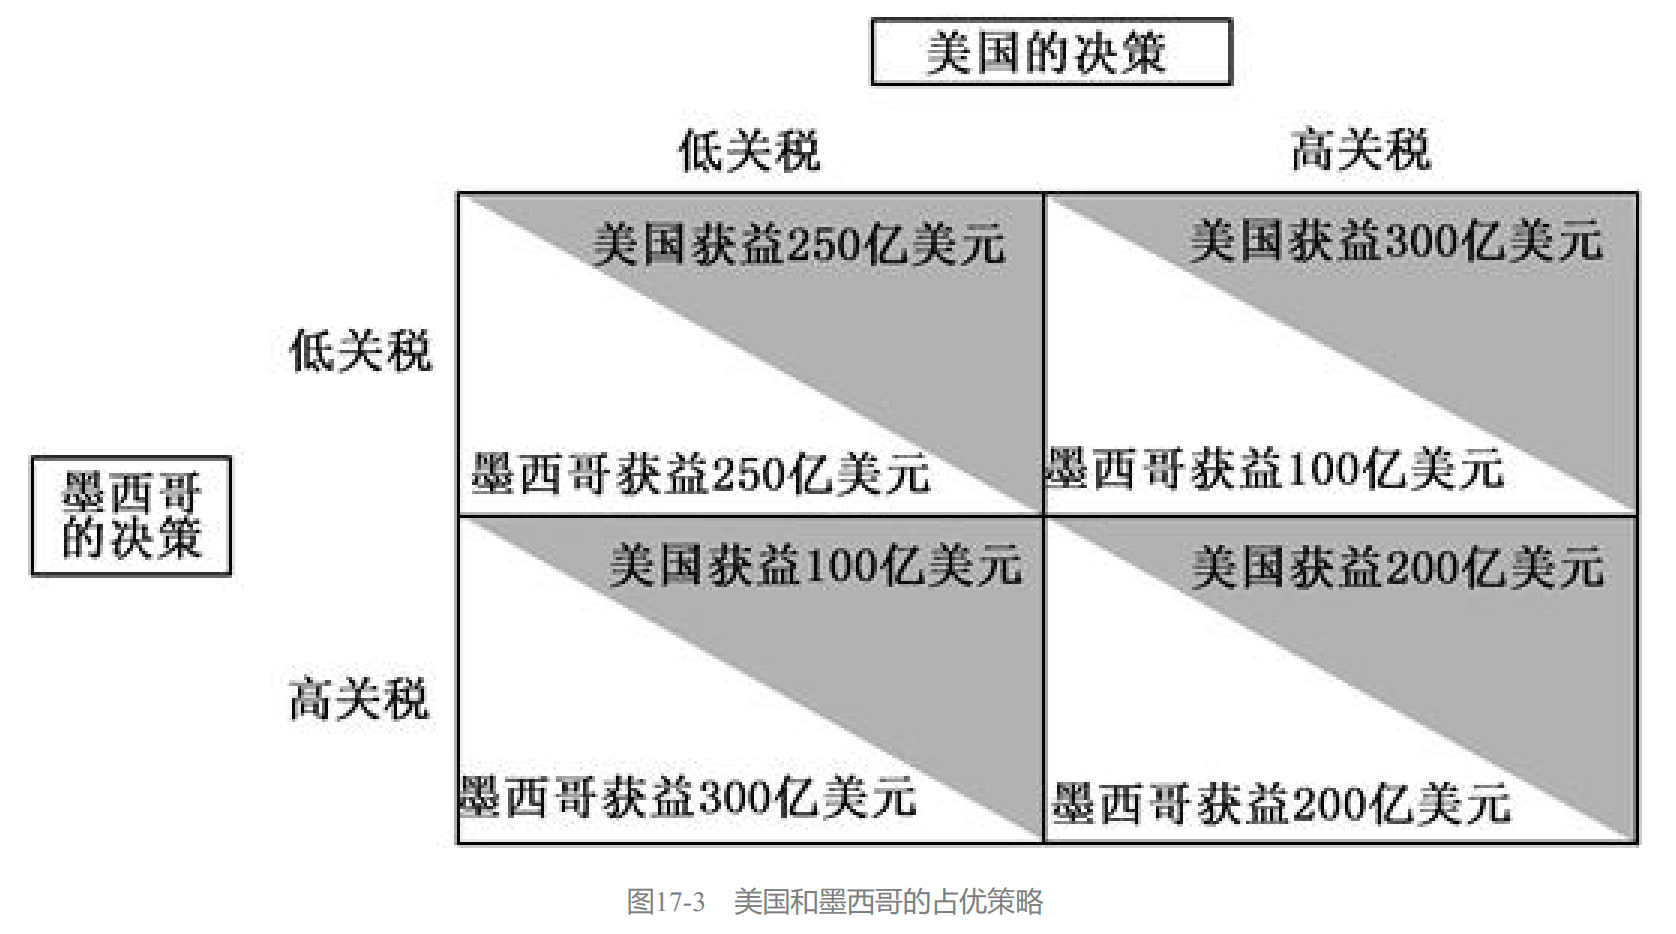 美国的决策
低关税
高关税
美国获益250亿美元
美国获益300亿美元
低关税
墨西哥获益250亿美元
墨西哥获益100亿美元
墨西哥
的决策
美国获益100亿美元
美国获益200亿美元
高关税
墨西哥获益300亿美元
墨西哥获益200亿美元
图17-3 美国和墨西哥的占优策略